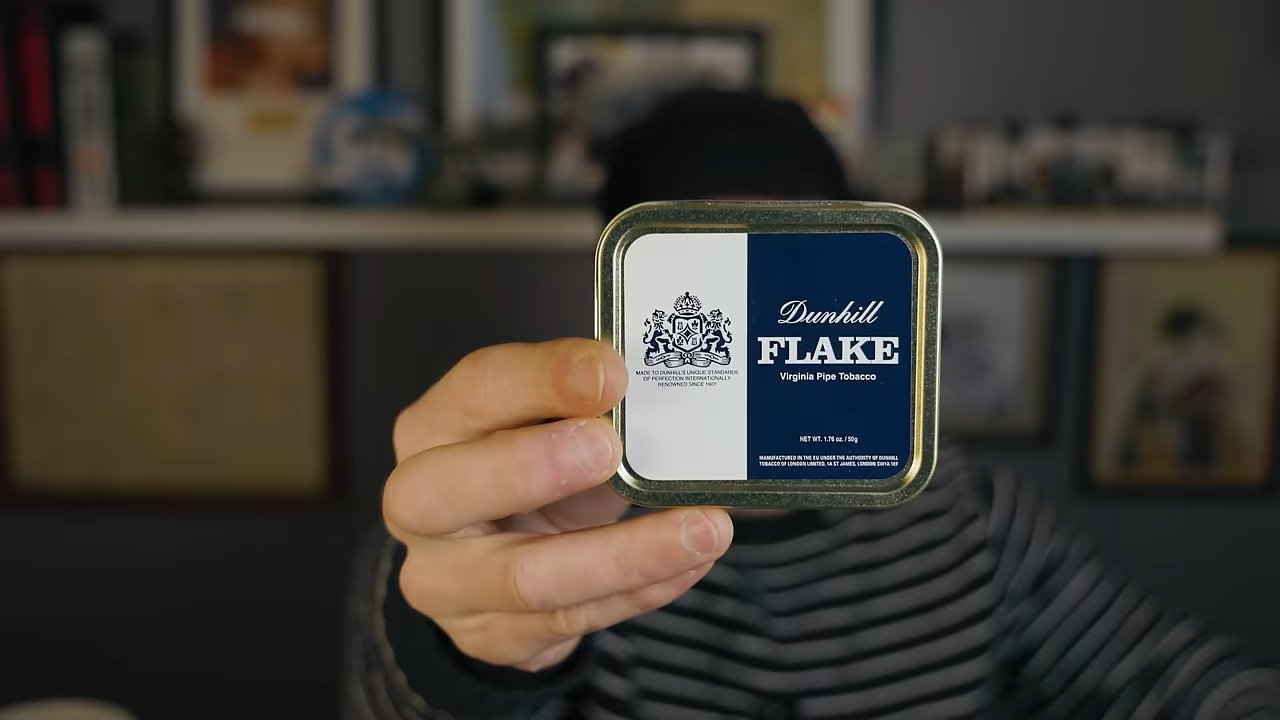 MADE TO DUNHILL'S UNIQUE STANDARDS
OF PERFECTION INTERNATIONALLY
RENOWNED SINCE 1907
Dunhill
FLAKE
Virginia Pipe Tobacco
NET WT. 1.76 oz. / 50g
MANUFACTURED IN THE EU UNDER THE AUTHORITY OF DUNHILL
TOBACCO OF LONDON LIMITED, 1A ST JAMES, LONDON SW1A 1EF